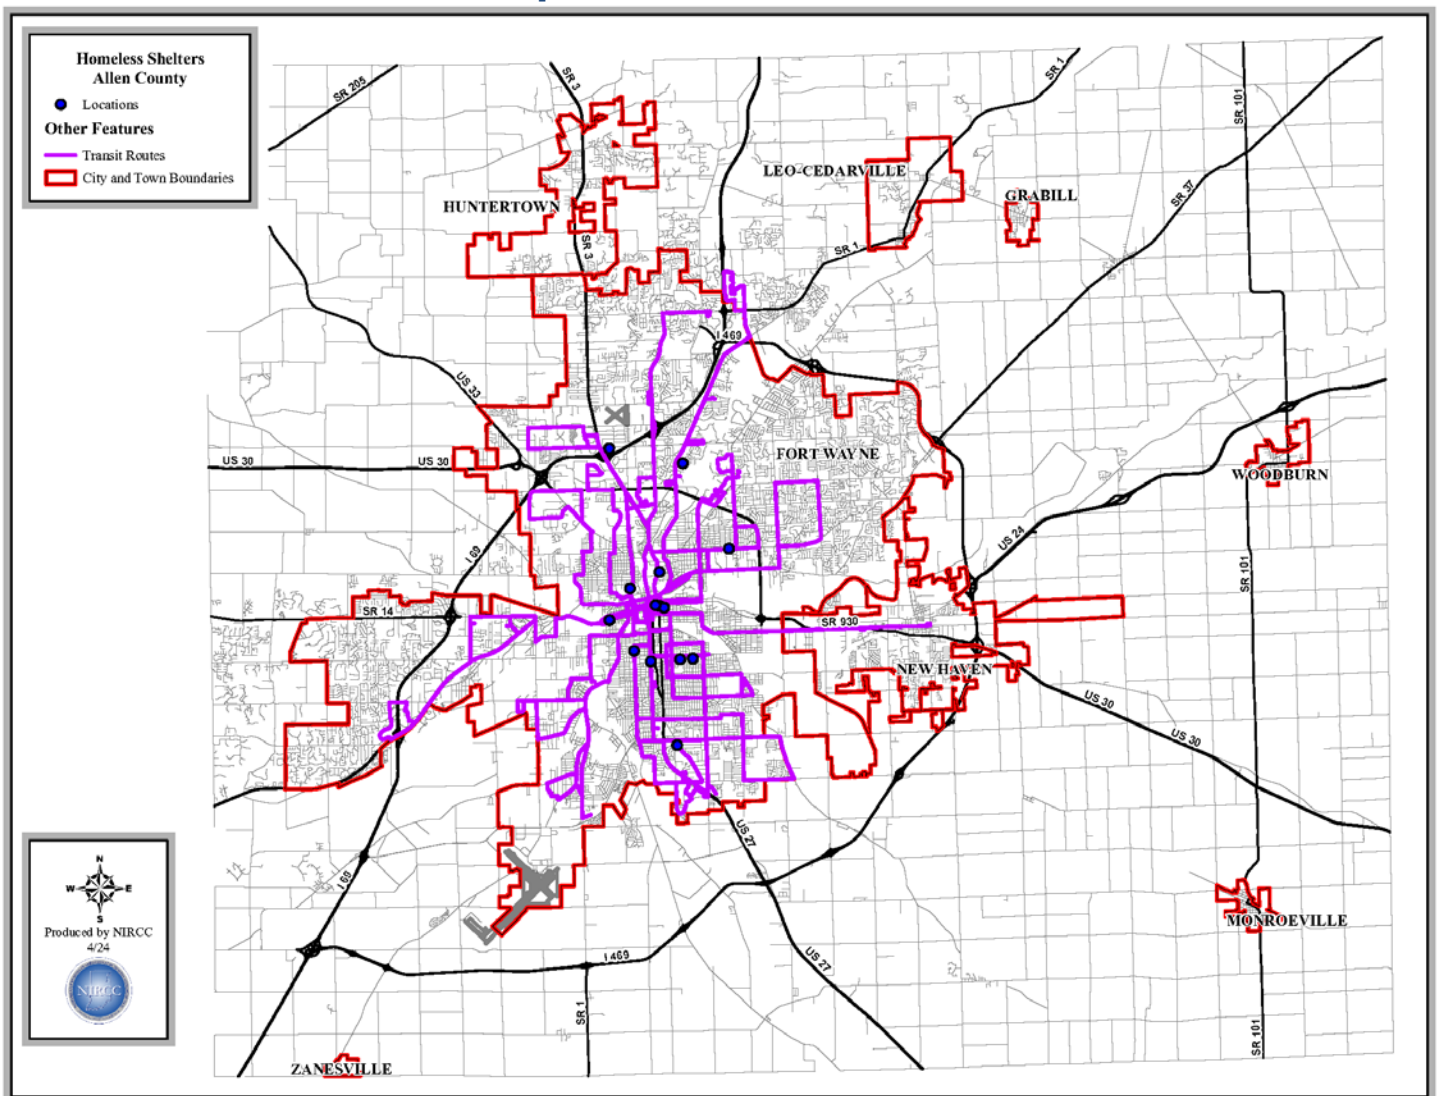 Homeless Shelters
Allen County
Locations
Other Features
Transit Routes
City and Town Boundaries
SR 205
SR 3
SR 1
SR 101
LEO-CEDARVILLE
GRABILL
SR 37
HUNTERTOWN
SR 3
SR 1
I 469
US 33
FORT WAYNE
US 30
US 30
WOODBURN
US 24
I 69
SR 101
SR 14
SR 930
NEW HAVEN
US 30
US 30
US 27
I 69
N
W
E
S
Produced by NIRCC
4/24
NIRCC
MONROEVILLE
I 469
US 27
SR 1
SR 101
ZANESVILLE